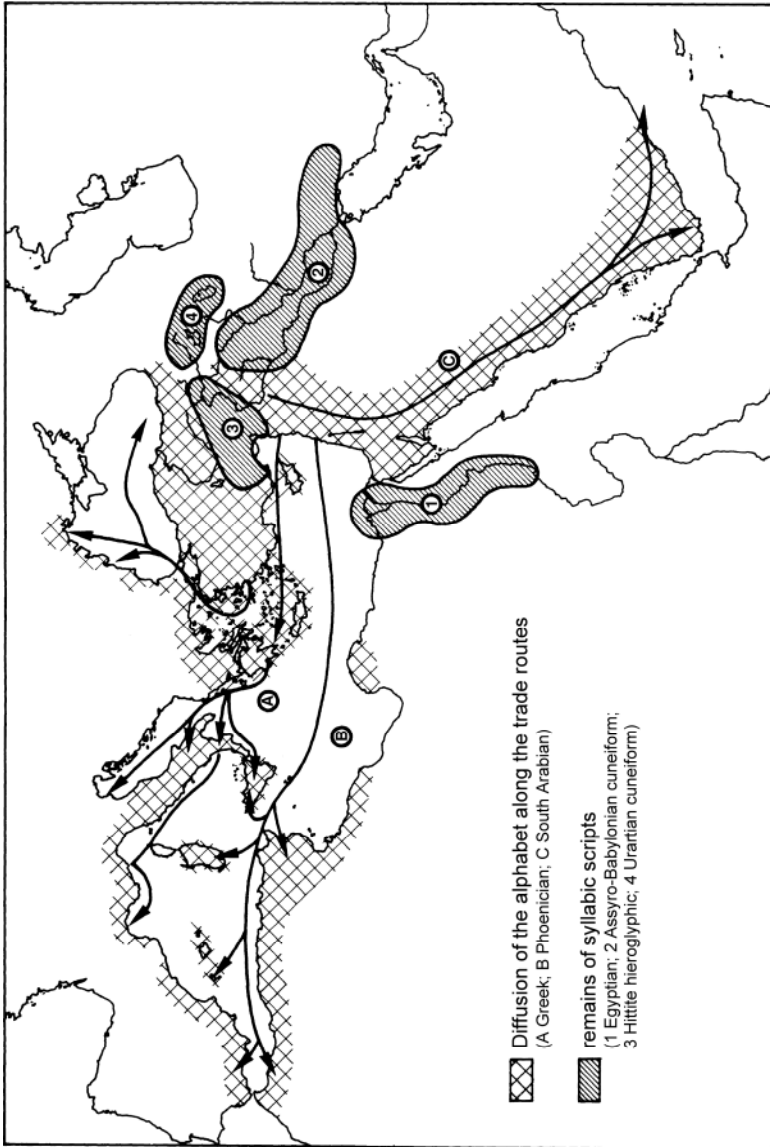 4
2
3
C
1
A
B
Diffusion of the alphabet along the trade routes
(A Greek; B Phoenician; C South Arabian)
remains of syllabic scripts
(1 Egyptian; 2 Assyro-Babylonian cuneiform;
3 Hittite hieroglyphic; 4 Urartian cuneiform)